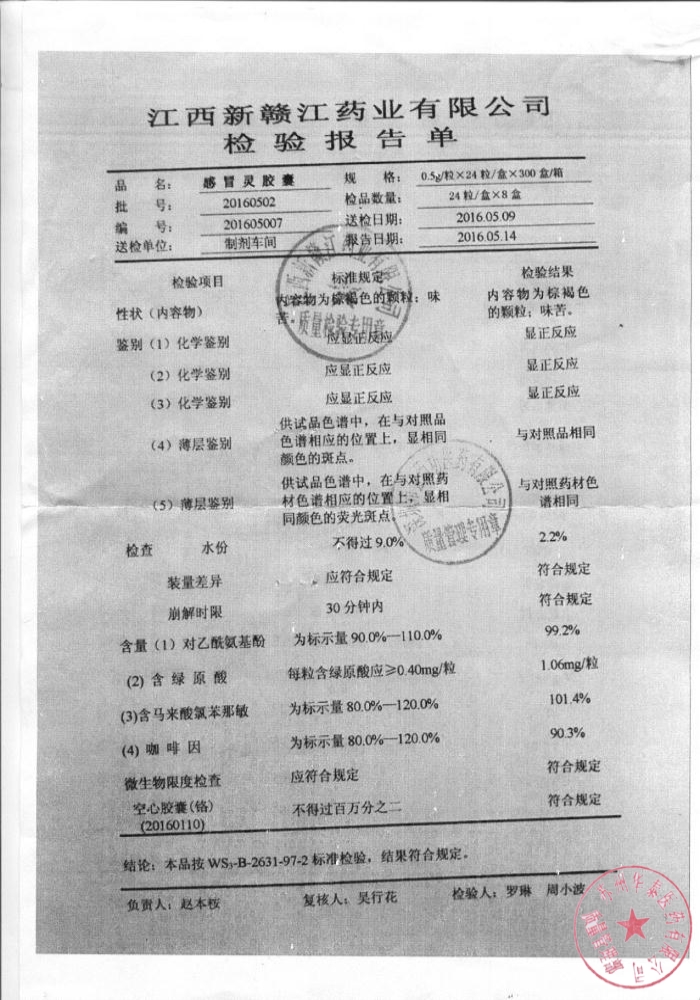 江西新赣江药业有限公司
检验报告单
品 名： 感冒灵胶囊 规 格： 0.5g/粒×24粒/盒×300盒/箱
批 号： 20160502 检品数量： 24粒/盒×8盒
编 号： 201605007 送检日期： 2016.05.09
送检单位： 制剂车间 报告日期： 2016.05.14
检验项目 标准规定 检验结果
性状（内容物） 内容物为棕褐色的颗粒；味 内容物为棕褐色
苦。 的颗粒；味苦。
质量检验专用章
鉴别（1）化学鉴别 应显正反应 显正反应
（2）化学鉴别 应显正反应 显正反应
（3）化学鉴别 应显正反应 显正反应
供试品色谱中，在与对照品
（4）薄层鉴别 色谱相应的位置上，显相同 与对照品相同
颜色的斑点。
供试品色谱中，在与对照药 与对照药材色
（5）薄层鉴别 材色谱相应的位置上，显相 谱相同
同颜色的荧光斑点。
质量管理专用章
检查 水份 不得过9.0% 2.2%
装量差异 应符合规定 符合规定
崩解时限 30分钟内 符合规定
含量（1）对乙酰氨基酚 为标示量90.0%—110.0% 99.2%
(2) 含绿原酸 每粒含绿原酸应≥0.40mg/粒 1.06mg/粒
(3)含马来酸氯苯那敏 为标示量80.0%—120.0% 101.4%
(4) 咖啡因 为标示量80.0%—120.0% 90.3%
微生物限度检查 应符合规定 符合规定
空心胶囊(铬) 不得过百万分之二 符合规定
(20160110)
结论：本品按WS₃-B-2631-97-2标准检验，结果符合规定。
负责人：赵本桉 复核人：吴行花 检验人：罗琳 周小波